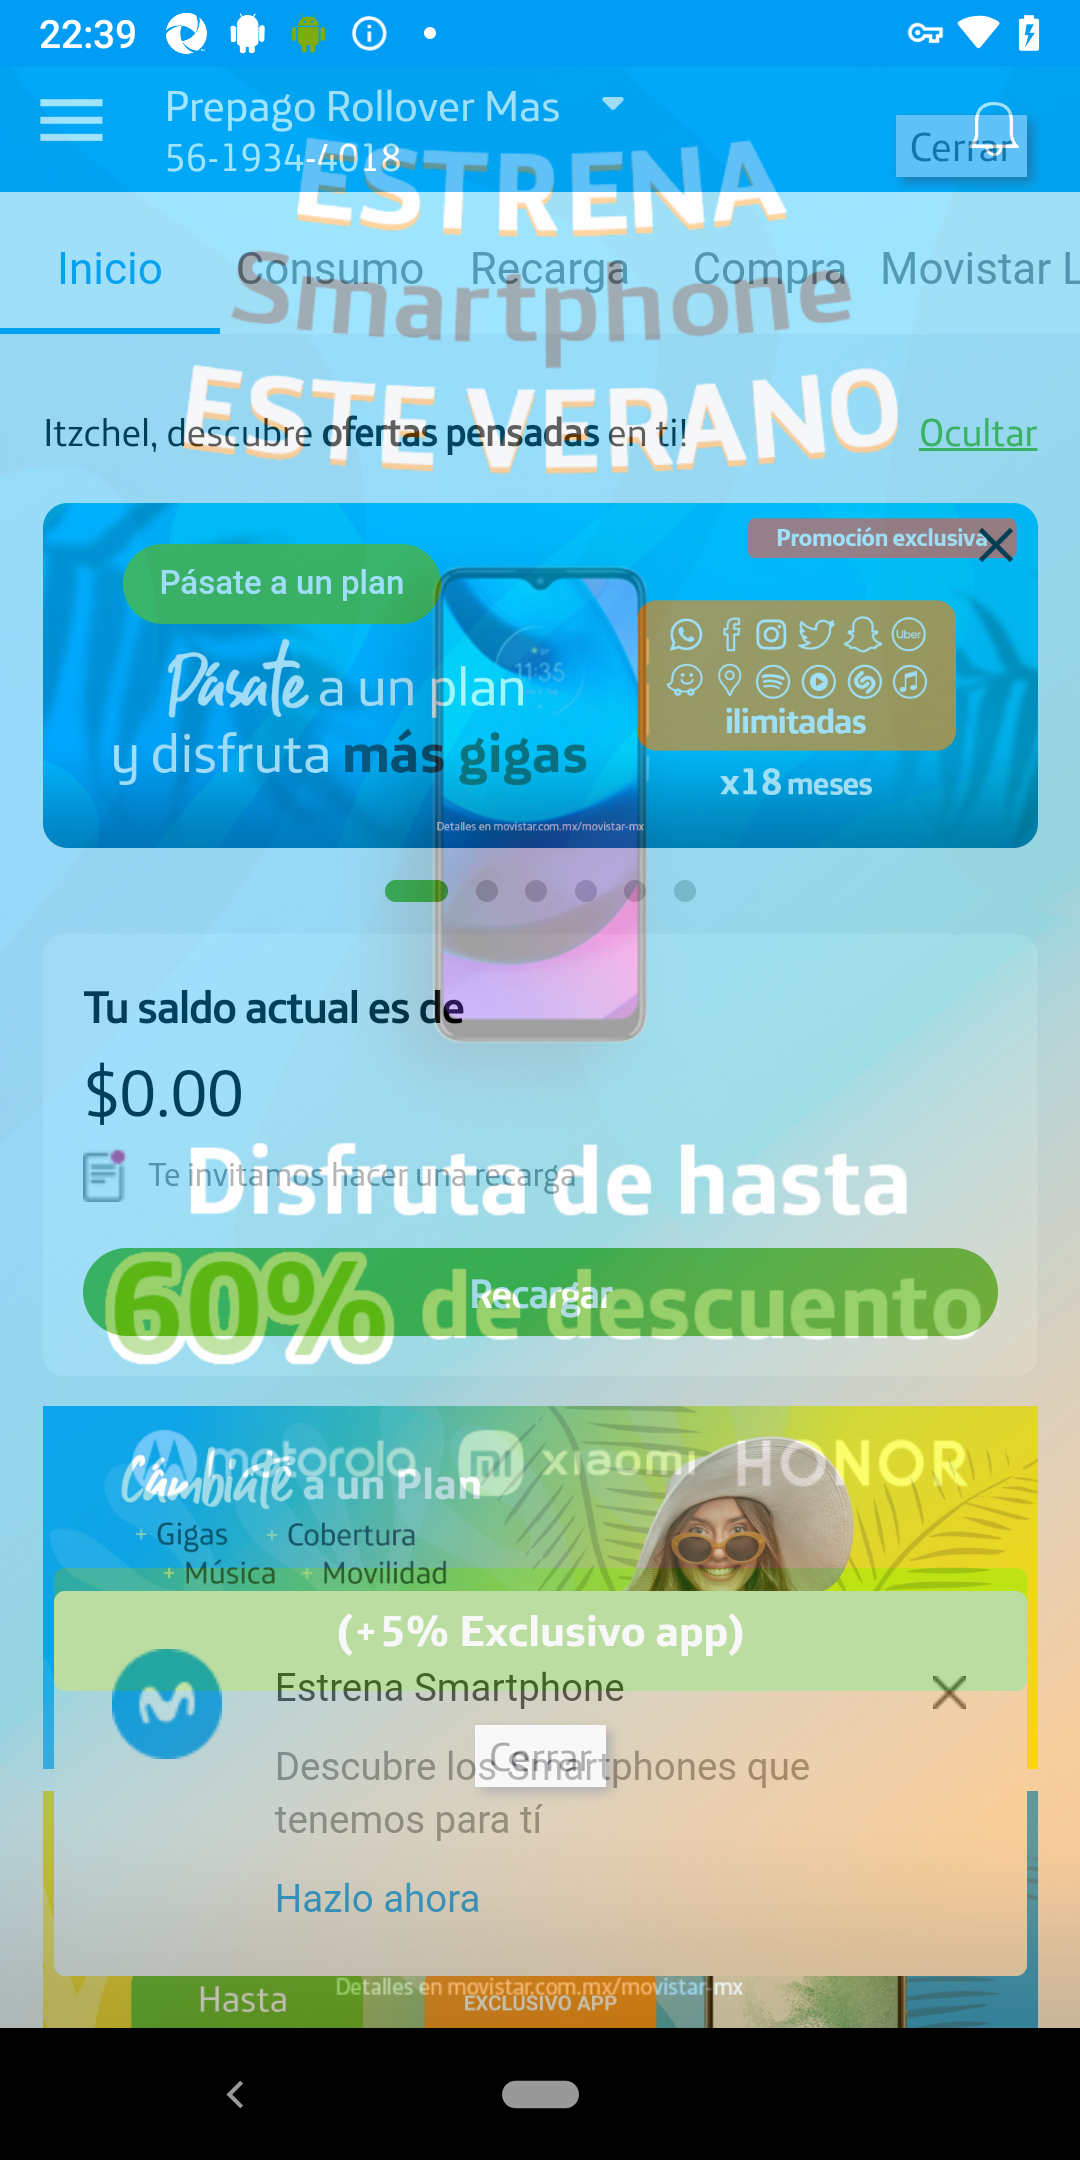 22:39
Prepago Rollover Mas
56-1934-4018
Cerrar
ESTRENA
Inicio
Consumo
Recarga
Compra
Movistar L
Smartphone
ESTE VERANO
Itzchel, descubre ofertas pensadas en ti!
Ocultar
Promoción exclusiva
Pásate a un plan
11:35
Uber
Pásate a un plan
y disfruta más gigas
ilimitadas
x18 meses
Detalles en movistar.com.mx/movistar-mx
Tu saldo actual es de
$0.00
Te invitamos hacer una recarga
Disfruta de hasta
Recargar
60% de descuento
motorola
xiaomi
HONOR
Cámbiate a un Plan
+ Gigas + Cobertura
+ Música + Movilidad
(+5% Exclusivo app)
Estrena Smartphone
Cerrar
Descubre los Smartphones que
tenemos para tí
Hazlo ahora
Detalles en movistar.com.mx/movistar-mx
Hasta
EXCLUSIVO APP